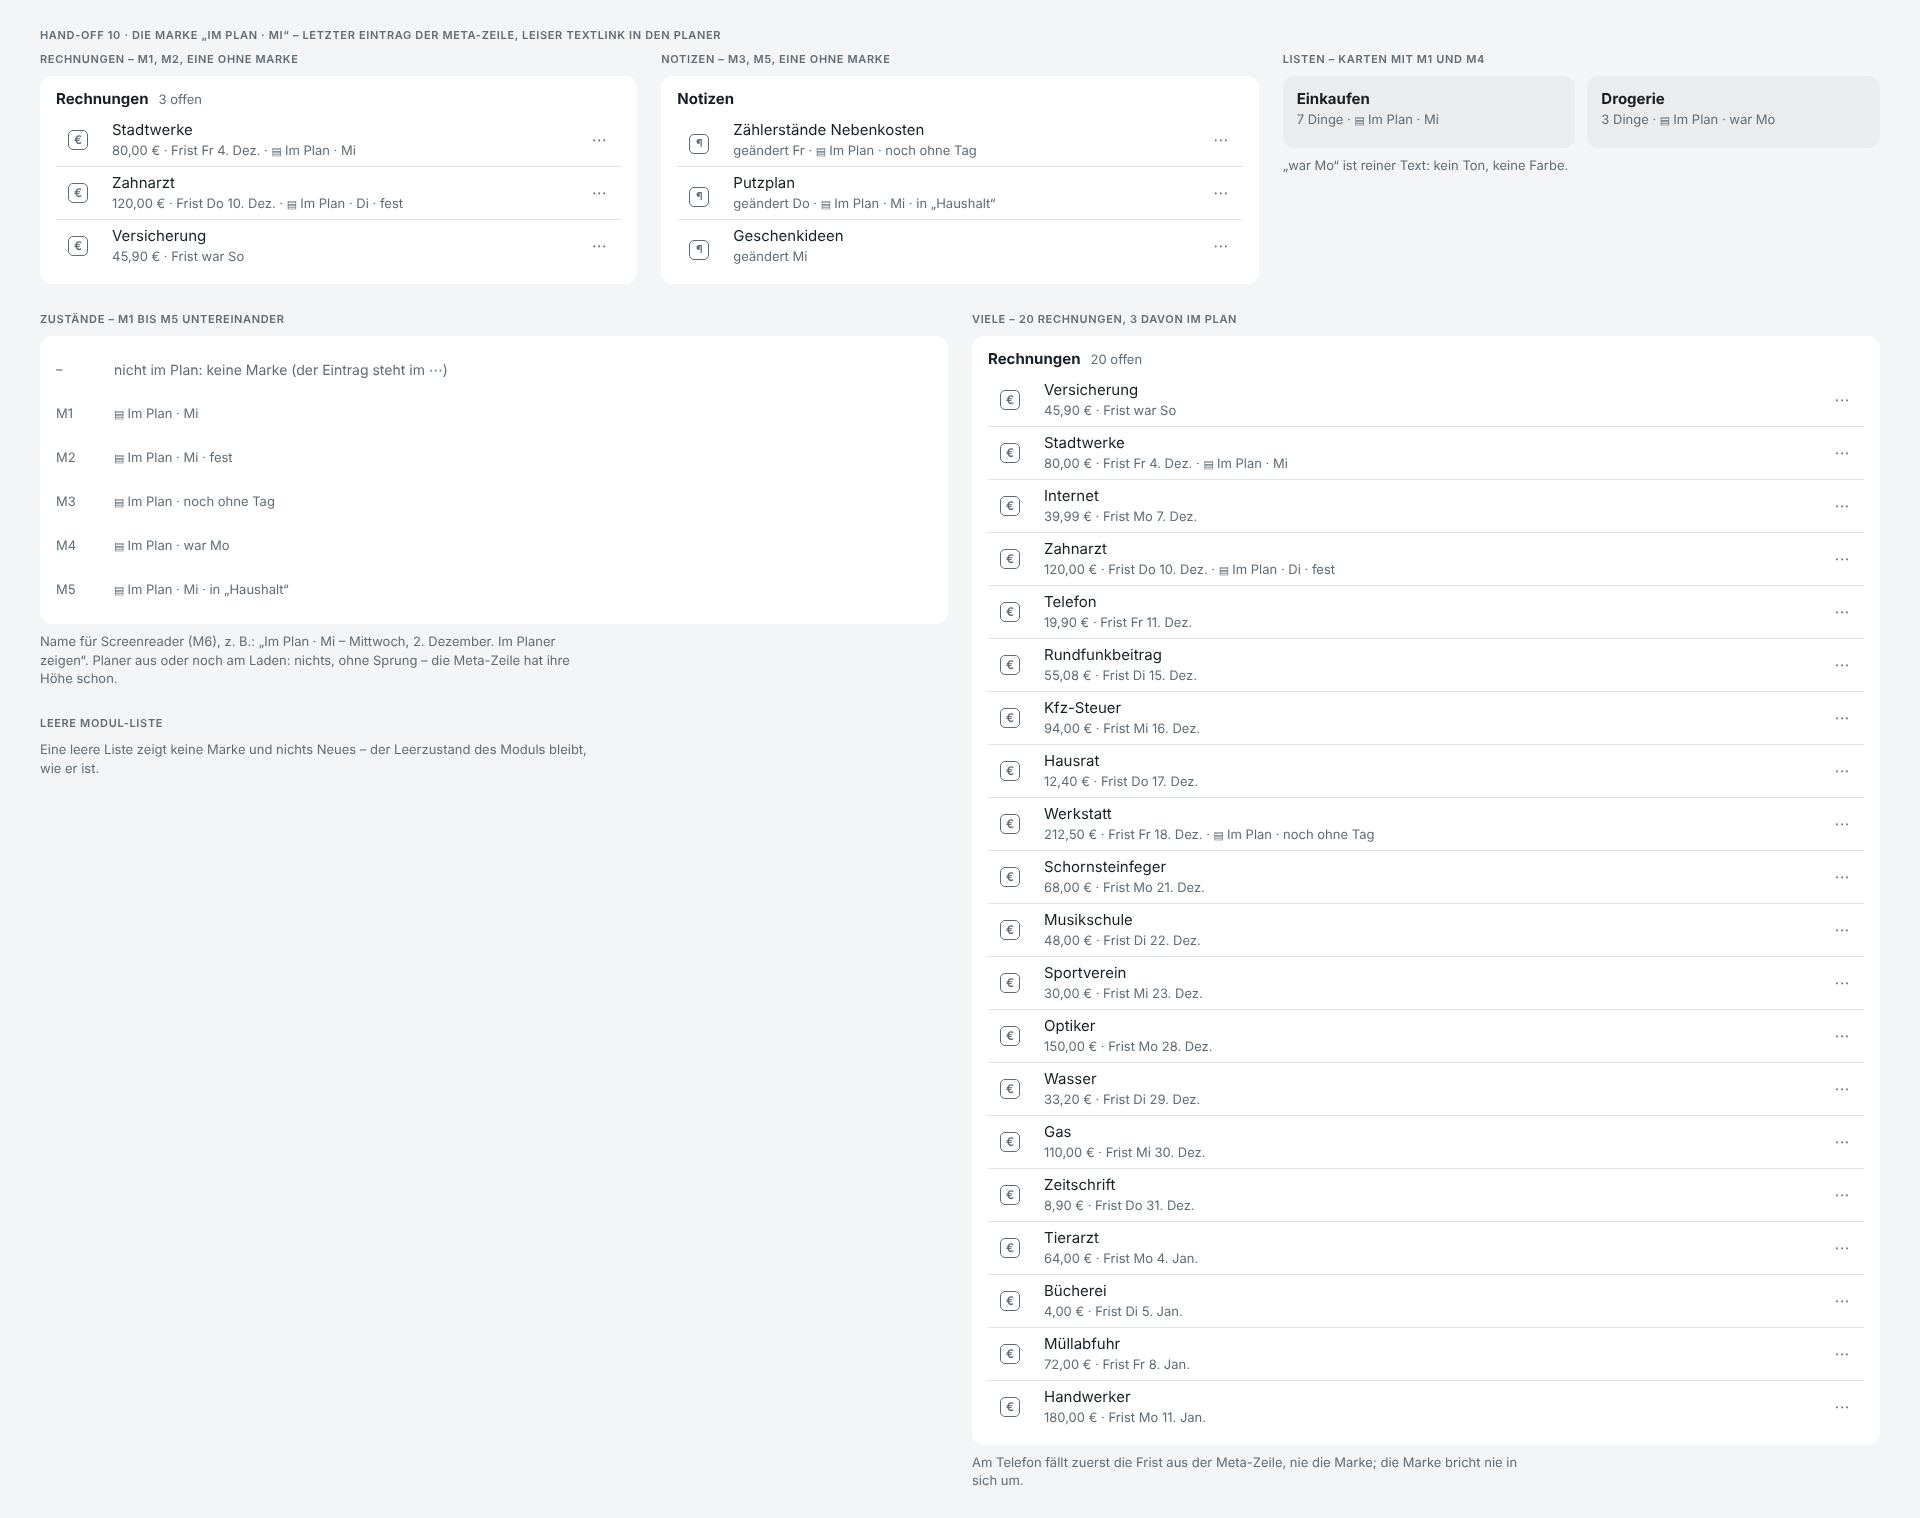 HAND-OFF 10 · DIE MARKE „IM PLAN · MI“ – LETZTER EINTRAG DER META-ZEILE, LEISER TEXTLINK IN DEN PLANER
RECHNUNGEN – M1, M2, EINE OHNE MARKE
Rechnungen 3 offen
€ Stadtwerke ···
80,00 € · Frist Fr 4. Dez. · ▤ Im Plan · Mi
€ Zahnarzt ···
120,00 € · Frist Do 10. Dez. · ▤ Im Plan · Di · fest
€ Versicherung ···
45,90 € · Frist war So
NOTIZEN – M3, M5, EINE OHNE MARKE
Notizen
¶ Zählerstände Nebenkosten ···
geändert Fr · ▤ Im Plan · noch ohne Tag
¶ Putzplan ···
geändert Do · ▤ Im Plan · Mi · in „Haushalt“
¶ Geschenkideen ···
geändert Mi
LISTEN – KARTEN MIT M1 UND M4
Einkaufen
7 Dinge · ▤ Im Plan · Mi
Drogerie
3 Dinge · ▤ Im Plan · war Mo
„war Mo“ ist reiner Text: kein Ton, keine Farbe.
ZUSTÄNDE – M1 BIS M5 UNTEREINANDER
– nicht im Plan: keine Marke (der Eintrag steht im ···)
M1 ▤ Im Plan · Mi
M2 ▤ Im Plan · Mi · fest
M3 ▤ Im Plan · noch ohne Tag
M4 ▤ Im Plan · war Mo
M5 ▤ Im Plan · Mi · in „Haushalt“
Name für Screenreader (M6), z. B.: „Im Plan · Mi – Mittwoch, 2. Dezember. Im Planer
zeigen“. Planer aus oder noch am Laden: nichts, ohne Sprung – die Meta-Zeile hat ihre
Höhe schon.
LEERE MODUL-LISTE
Eine leere Liste zeigt keine Marke und nichts Neues – der Leerzustand des Moduls bleibt,
wie er ist.
VIELE – 20 RECHNUNGEN, 3 DAVON IM PLAN
Rechnungen 20 offen
€ Versicherung ···
45,90 € · Frist war So
€ Stadtwerke ···
80,00 € · Frist Fr 4. Dez. · ▤ Im Plan · Mi
€ Internet ···
39,99 € · Frist Mo 7. Dez.
€ Zahnarzt ···
120,00 € · Frist Do 10. Dez. · ▤ Im Plan · Di · fest
€ Telefon ···
19,90 € · Frist Fr 11. Dez.
€ Rundfunkbeitrag ···
55,08 € · Frist Di 15. Dez.
€ Kfz-Steuer ···
94,00 € · Frist Mi 16. Dez.
€ Hausrat ···
12,40 € · Frist Do 17. Dez.
€ Werkstatt ···
212,50 € · Frist Fr 18. Dez. · ▤ Im Plan · noch ohne Tag
€ Schornsteinfeger ···
68,00 € · Frist Mo 21. Dez.
€ Musikschule ···
48,00 € · Frist Di 22. Dez.
€ Sportverein ···
30,00 € · Frist Mi 23. Dez.
€ Optiker ···
150,00 € · Frist Mo 28. Dez.
€ Wasser ···
33,20 € · Frist Di 29. Dez.
€ Gas ···
110,00 € · Frist Mi 30. Dez.
€ Zeitschrift ···
8,90 € · Frist Do 31. Dez.
€ Tierarzt ···
64,00 € · Frist Mo 4. Jan.
€ Bücherei ···
4,00 € · Frist Di 5. Jan.
€ Müllabfuhr ···
72,00 € · Frist Fr 8. Jan.
€ Handwerker ···
180,00 € · Frist Mo 11. Jan.
Am Telefon fällt zuerst die Frist aus der Meta-Zeile, nie die Marke; die Marke bricht nie in
sich um.